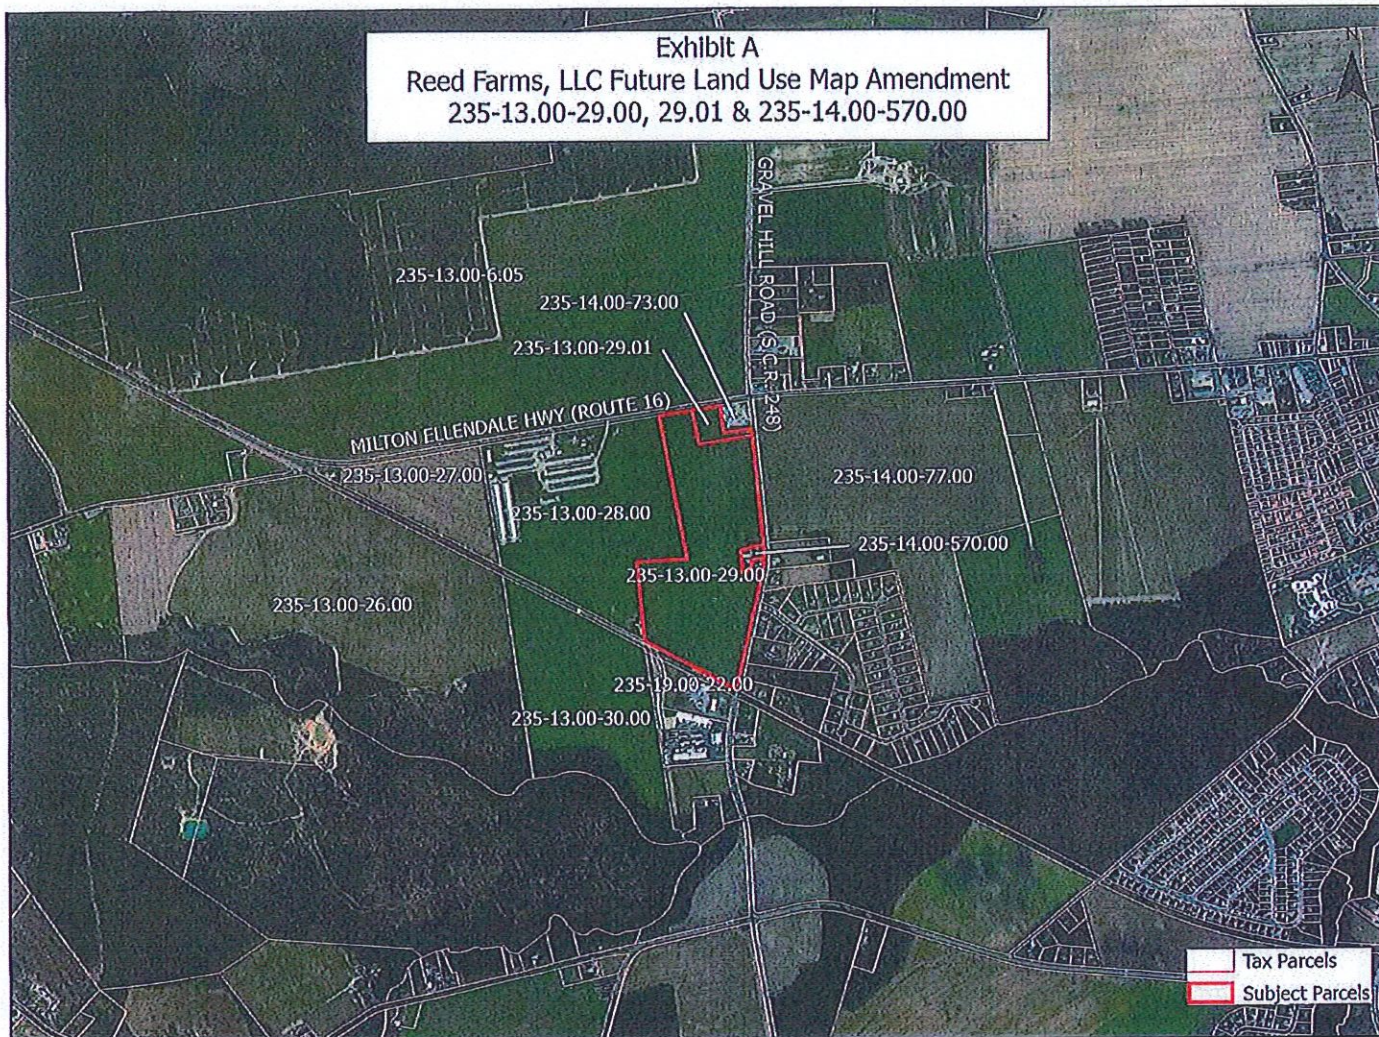 Exhibit A
Reed Farms, LLC Future Land Use Map Amendment
235-13.00-29.00, 29.01 & 235-14.00-570.00
N
GRAVEL HILL ROAD (S.C.R. 248)
235-13.00-6.05
235-14.00-73.00
235-13.00-29.01
MILTON ELLENDALE HWY (ROUTE 16)
235-13.00-27.00
235-14.00-77.00
235-13.00-28.00
235-14.00-570.00
235-13.00-29.00
235-13.00-26.00
235-19.00-22.00
235-13.00-30.00
Tax Parcels
Subject Parcels